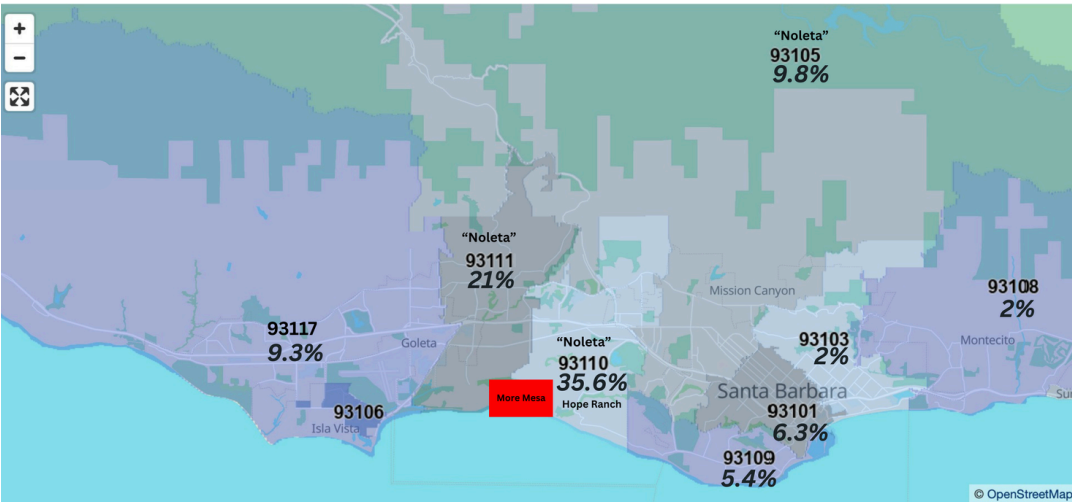 +
−
“Noleta”
93105
9.8%
“Noleta”
93111
21%
93108
2%
Mission Canyon
93117
9.3%
Goleta
“Noleta”
93110
35.6%
93103
2%
Montecito
More Mesa
Hope Ranch
Santa Barbara
93106
Isla Vista
93101
6.3%
93109
5.4%
© OpenStreetMap